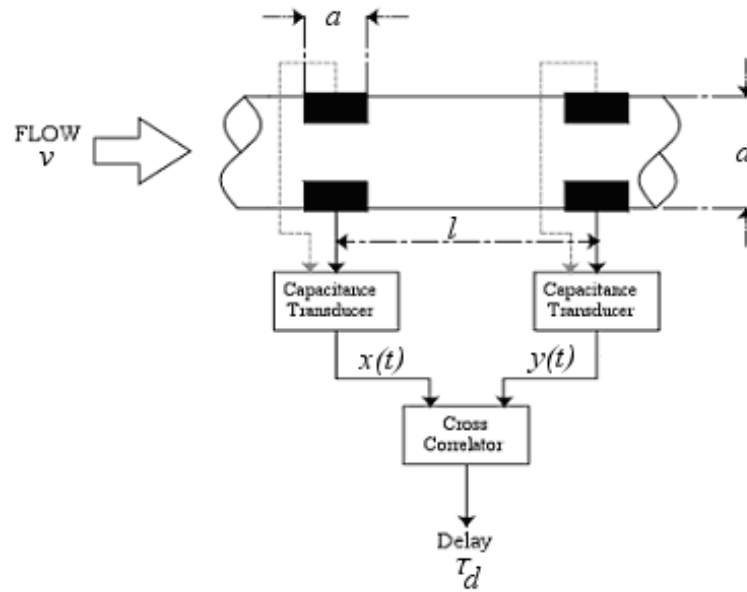 a
FLOW
v
l
Capacitance
Transducer
Capacitance
Transducer
x(t)
y(t)
Cross
Correlator
Delay
τd